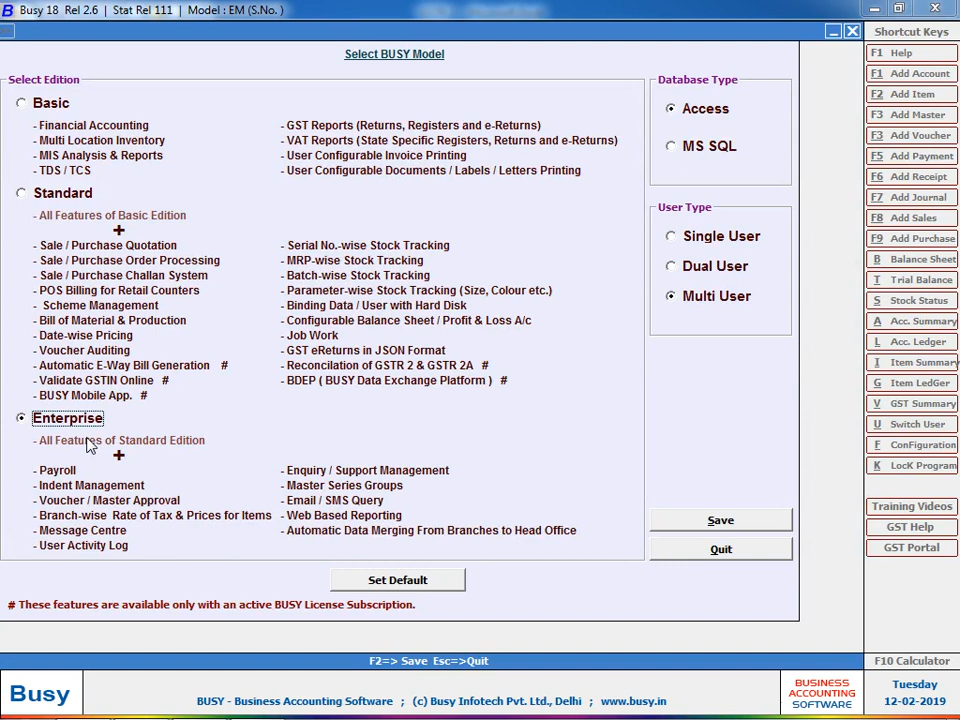 B Busy 18 Rel 2.6 | Stat Rel 111 | Model : EM (S.No. )
Select BUSY Model
Select Edition
Basic
- Financial Accounting
- Multi Location Inventory
- MIS Analysis & Reports
- TDS / TCS
- GST Reports (Returns, Registers and e-Returns)
- VAT Reports (State Specific Registers, Returns and e-Returns)
- User Configurable Invoice Printing
- User Configurable Documents / Labels / Letters Printing
Standard
- All Features of Basic Edition
+
- Sale / Purchase Quotation
- Sale / Purchase Order Processing
- Sale / Purchase Challan System
- POS Billing for Retail Counters
- Scheme Management
- Bill of Material & Production
- Date-wise Pricing
- Voucher Auditing
- Automatic E-Way Bill Generation #
- Validate GSTIN Online #
- BUSY Mobile App. #
- Serial No.-wise Stock Tracking
- MRP-wise Stock Tracking
- Batch-wise Stock Tracking
- Parameter-wise Stock Tracking (Size, Colour etc.)
- Binding Data / User with Hard Disk
- Configurable Balance Sheet / Profit & Loss A/c
- Job Work
- GST eReturns in JSON Format
- Reconcilation of GSTR 2 & GSTR 2A #
- BDEP ( BUSY Data Exchange Platform ) #
Enterprise
- All Features of Standard Edition
+
- Payroll
- Indent Management
- Voucher / Master Approval
- Branch-wise Rate of Tax & Prices for Items
- Message Centre
- User Activity Log
- Enquiry / Support Management
- Master Series Groups
- Email / SMS Query
- Web Based Reporting
- Automatic Data Merging From Branches to Head Office
Database Type
Access
MS SQL
User Type
Single User
Dual User
Multi User
Save
Quit
Set Default
# These features are available only with an active BUSY License Subscription.
Shortcut Keys
F1 Help
F1 Add Account
F2 Add Item
F3 Add Master
F3 Add Voucher
F5 Add Payment
F6 Add Receipt
F7 Add Journal
F8 Add Sales
F9 Add Purchase
B Balance Sheet
T Trial Balance
S Stock Status
A Acc. Summary
L Acc. Ledger
I Item Summary
G Item LedGer
V GST Summary
U Switch User
F ConFiguration
K LocK Program
Training Videos
GST Help
GST Portal
F2=> Save Esc=>Quit
F10 Calculator
Busy
BUSY - Business Accounting Software ; (c) Busy Infotech Pvt. Ltd., Delhi ; www.busy.in
BUSINESS
ACCOUNTING
SOFTWARE
Tuesday
12-02-2019